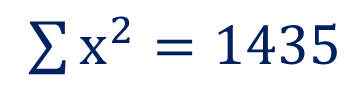 ∑ x² = 1435